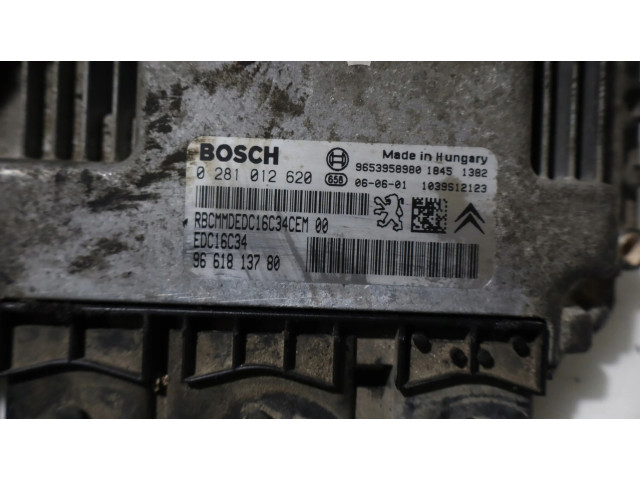 BOSCH
Made in Hungary
0 281 012 620
9653958980 1845 1382
658
06-06-01 1039S12123
RBCMMDEDC16C34CEM 00
EDC16C34
96 618 137 80